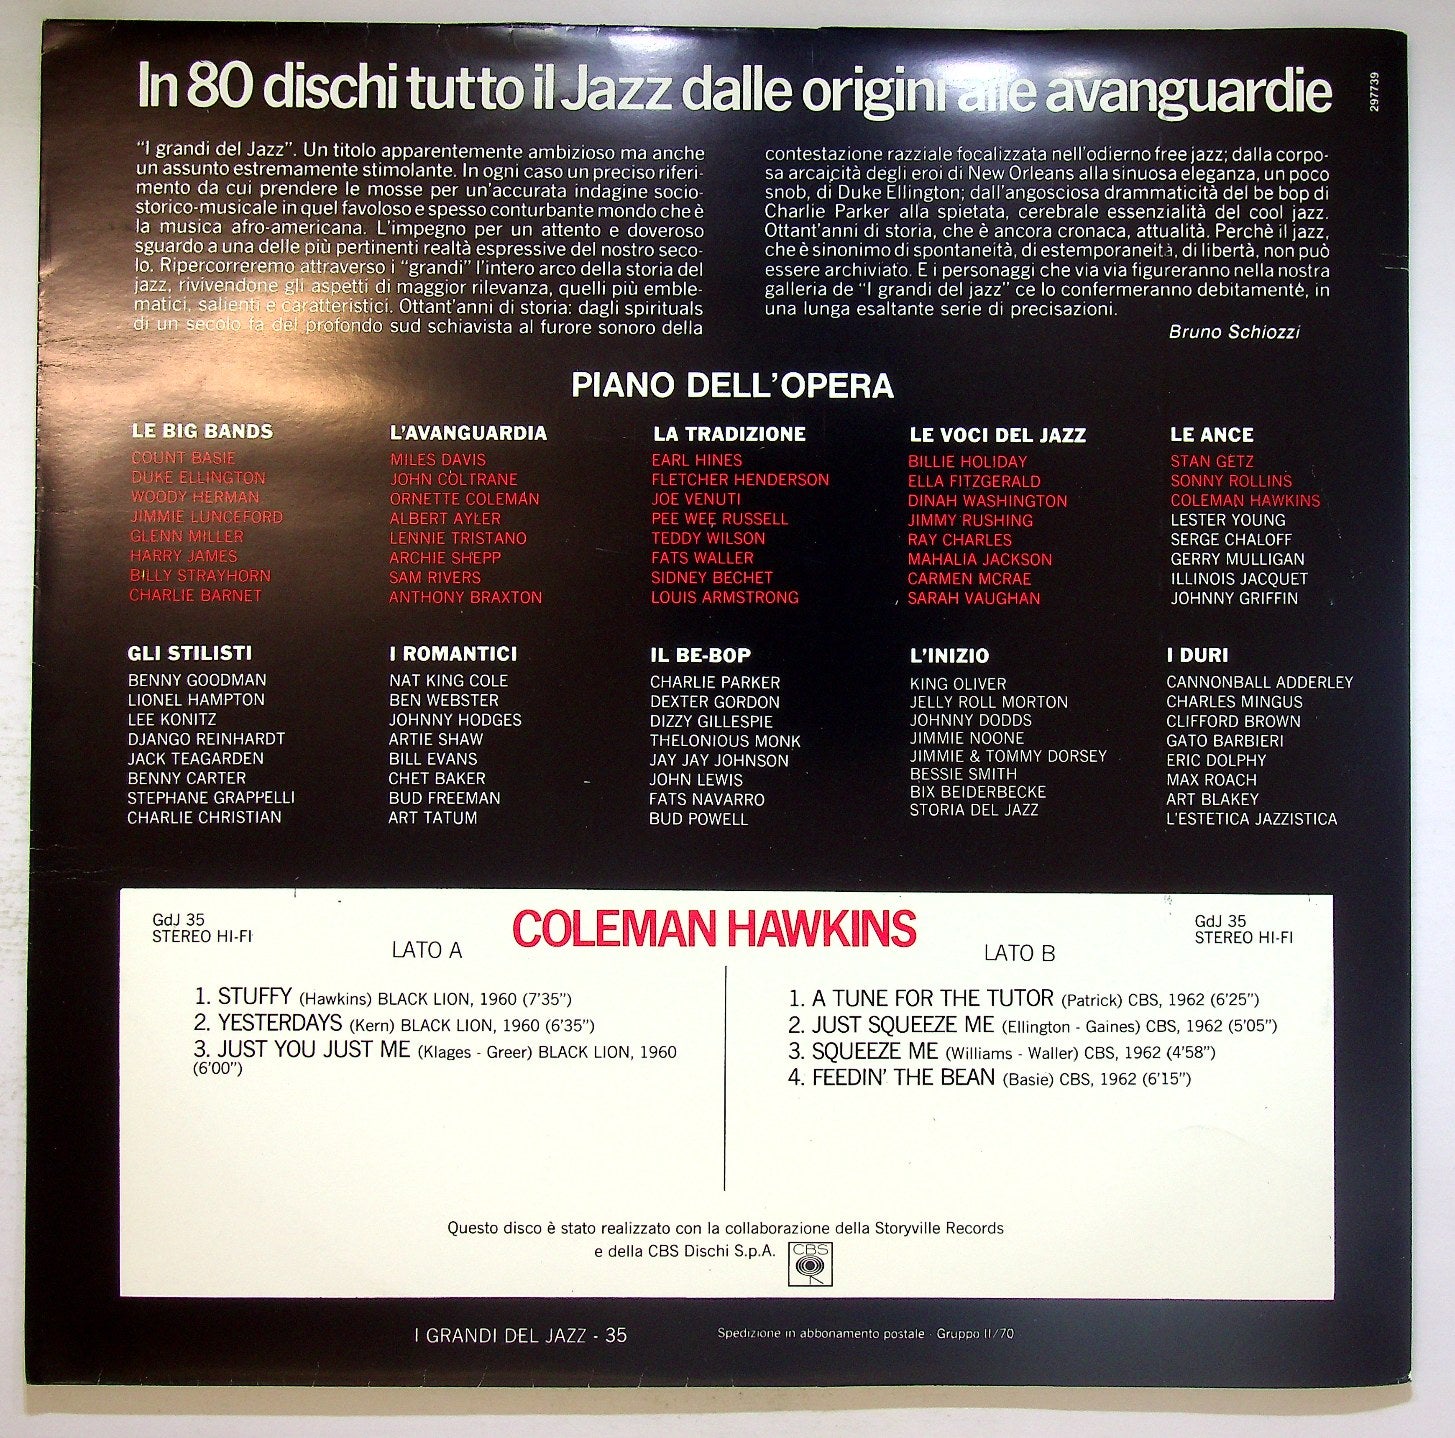 In 80 dischi tutto il Jazz dalle origini alle avanguardie
297739
“I grandi del Jazz”. Un titolo apparentemente ambizioso ma anche
un assunto estremamente stimolante. In ogni caso un preciso riferi-
mento da cui prendere le mosse per un’accurata indagine socio-
storico-musicale in quel favoloso e spesso conturbante mondo che è
la musica afro-americana. L’impegno per un attento e doveroso
sguardo a una delle più pertinenti realtà espressive del nostro seco-
lo. Ripercorreremo attraverso i “grandi” l’intero arco della storia del
jazz, rivivendone gli aspetti di maggior rilevanza, quelli più emble-
matici, salienti e caratteristici. Ottant’anni di storia: dagli spirituals
di un secolo fa del profondo sud schiavista al furore sonoro della
contestazione razziale focalizzata nell’odierno free jazz; dalla corpo-
sa arcaicità degli eroi di New Orleans alla sinuosa eleganza, un poco
snob, di Duke Ellington; dall’angosciosa drammaticità del be bop di
Charlie Parker alla spietata, cerebrale essenzialità del cool jazz.
Ottant’anni di storia, che è ancora cronaca, attualità. Perchè il jazz,
che è sinonimo di spontaneità, di estemporaneità, di libertà, non può
essere archiviato. E i personaggi che via via figureranno nella nostra
galleria de “I grandi del jazz” ce lo confermeranno debitamente, in
una lunga esaltante serie di precisazioni.
Bruno Schiozzi
PIANO DELL’OPERA
LE BIG BANDS
COUNT BASIE
DUKE ELLINGTON
WOODY HERMAN
JIMMIE LUNCEFORD
GLENN MILLER
HARRY JAMES
BILLY STRAYHORN
CHARLIE BARNET
L’AVANGUARDIA
MILES DAVIS
JOHN COLTRANE
ORNETTE COLEMAN
ALBERT AYLER
LENNIE TRISTANO
ARCHIE SHEPP
SAM RIVERS
ANTHONY BRAXTON
LA TRADIZIONE
EARL HINES
FLETCHER HENDERSON
JOE VENUTI
PEE WEE RUSSELL
TEDDY WILSON
FATS WALLER
SIDNEY BECHET
LOUIS ARMSTRONG
LE VOCI DEL JAZZ
BILLIE HOLIDAY
ELLA FITZGERALD
DINAH WASHINGTON
JIMMY RUSHING
RAY CHARLES
MAHALIA JACKSON
CARMEN MCRAE
SARAH VAUGHAN
LE ANCE
STAN GETZ
SONNY ROLLINS
COLEMAN HAWKINS
LESTER YOUNG
SERGE CHALOFF
GERRY MULLIGAN
ILLINOIS JACQUET
JOHNNY GRIFFIN
GLI STILISTI
BENNY GOODMAN
LIONEL HAMPTON
LEE KONITZ
DJANGO REINHARDT
JACK TEAGARDEN
BENNY CARTER
STEPHANE GRAPPELLI
CHARLIE CHRISTIAN
I ROMANTICI
NAT KING COLE
BEN WEBSTER
JOHNNY HODGES
ARTIE SHAW
BILL EVANS
CHET BAKER
BUD FREEMAN
ART TATUM
IL BE-BOP
CHARLIE PARKER
DEXTER GORDON
DIZZY GILLESPIE
THELONIOUS MONK
JAY JAY JOHNSON
JOHN LEWIS
FATS NAVARRO
BUD POWELL
L’INIZIO
KING OLIVER
JELLY ROLL MORTON
JOHNNY DODDS
JIMMIE NOONE
JIMMIE & TOMMY DORSEY
BESSIE SMITH
BIX BEIDERBECKE
STORIA DEL JAZZ
I DURI
CANNONBALL ADDERLEY
CHARLES MINGUS
CLIFFORD BROWN
GATO BARBIERI
ERIC DOLPHY
MAX ROACH
ART BLAKEY
L’ESTETICA JAZZISTICA
GdJ 35
STEREO HI-FI
COLEMAN HAWKINS
GdJ 35
STEREO HI-FI
LATO A
1. STUFFY (Hawkins) BLACK LION, 1960 (7’35”)
2. YESTERDAYS (Kern) BLACK LION, 1960 (6’35”)
3. JUST YOU JUST ME (Klages - Greer) BLACK LION, 1960
(6’00”)
LATO B
1. A TUNE FOR THE TUTOR (Patrick) CBS, 1962 (6’25”)
2. JUST SQUEEZE ME (Ellington - Gaines) CBS, 1962 (5’05”)
3. SQUEEZE ME (Williams - Waller) CBS, 1962 (4’58”)
4. FEEDIN’ THE BEAN (Basie) CBS, 1962 (6’15”)
Questo disco è stato realizzato con la collaborazione della Storyville Records
e della CBS Dischi S.p.A.
CBS
R
I GRANDI DEL JAZZ - 35
Spedizione in abbonamento postale - Gruppo II/70